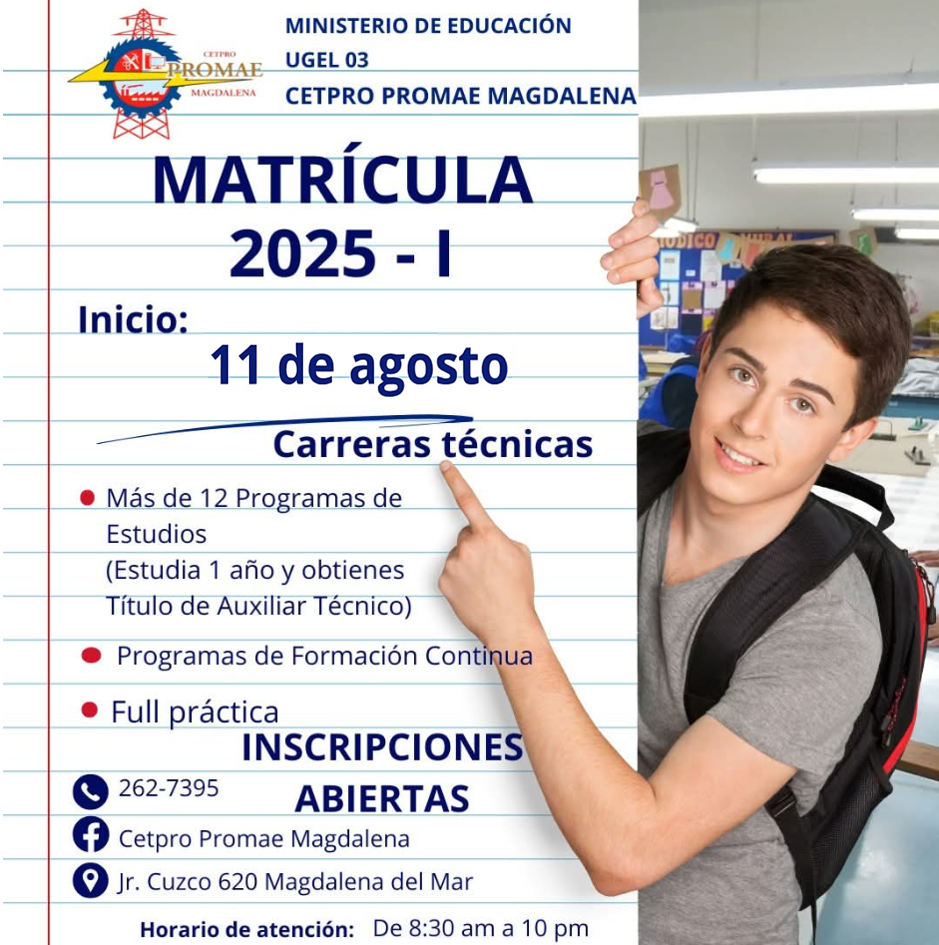 CETPRO
PROMAE
MAGDALENA
MINISTERIO DE EDUCACIÓN
UGEL 03
CETPRO PROMAE MAGDALENA
MATRÍCULA
2025 - I
Inicio:
11 de agosto
Carreras técnicas
Más de 12 Programas de
Estudios
(Estudia 1 año y obtienes
Título de Auxiliar Técnico)
Programas de Formación Continua
Full práctica
INSCRIPCIONES
ABIERTAS
262-7395
Cetpro Promae Magdalena
Jr. Cuzco 620 Magdalena del Mar
Horario de atención: De 8:30 am a 10 pm